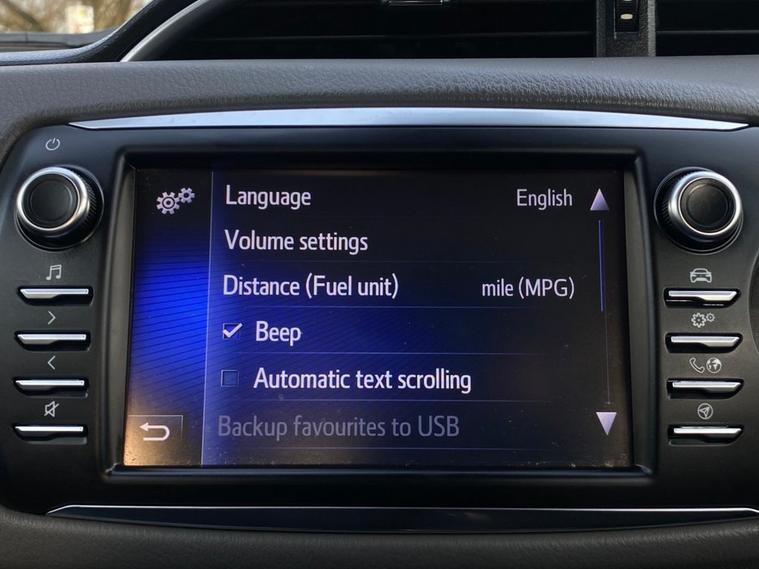 Language English
Volume settings
Distance (Fuel unit) mile (MPG)
Beep
Automatic text scrolling
Backup favourites to USB